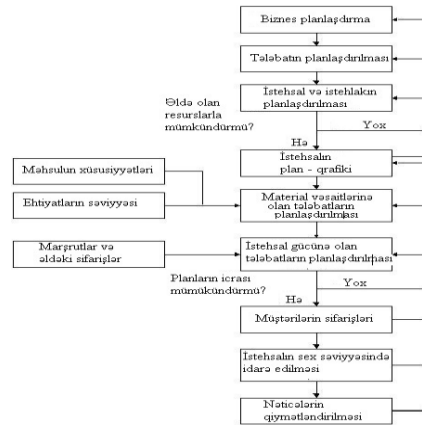 Biznes planlaşdırma
Tələbatın planlaşdırılması
İstehsal və istehlakın
planlaşdırılması
Əldə olan
resurslarla
mümkündürmü?
Yox
Hə
İstehsalın
plan - qrafiki
Məhsulun xüsusiyyətləri
Ehtiyatların səviyyəsi
Material vəsaitlərinə
olan tələbatların
planlaşdırılması
Marşrutlar və
əldəki sifarişlər
İstehsal gücünə olan
tələbatların planlaşdırılması
Planların icrası
mümükündürmü?
Yox
Hə
Müştərilərin sifarişləri
İstehsalın sex səviyyəsində
idarə edilməsi
Nəticələrin
qiymətləndirilməsi